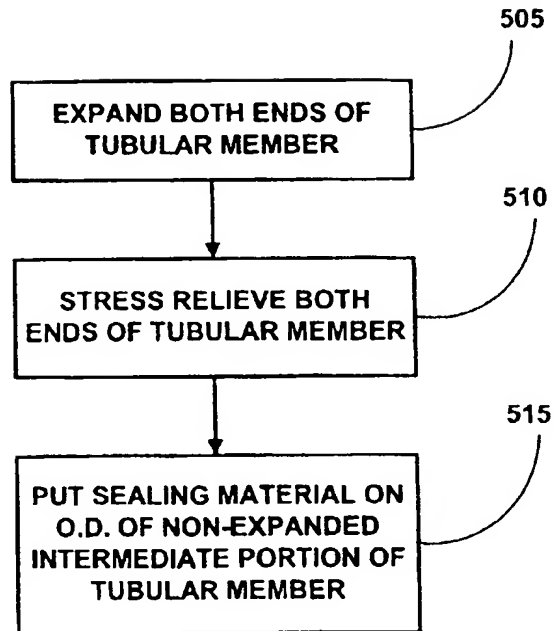 505
EXPAND BOTH ENDS OF
TUBULAR MEMBER
510
STRESS RELIEVE BOTH
ENDS OF TUBULAR MEMBER
515
PUT SEALING MATERIAL ON
O.D. OF NON-EXPANDED
INTERMEDIATE PORTION OF
TUBULAR MEMBER